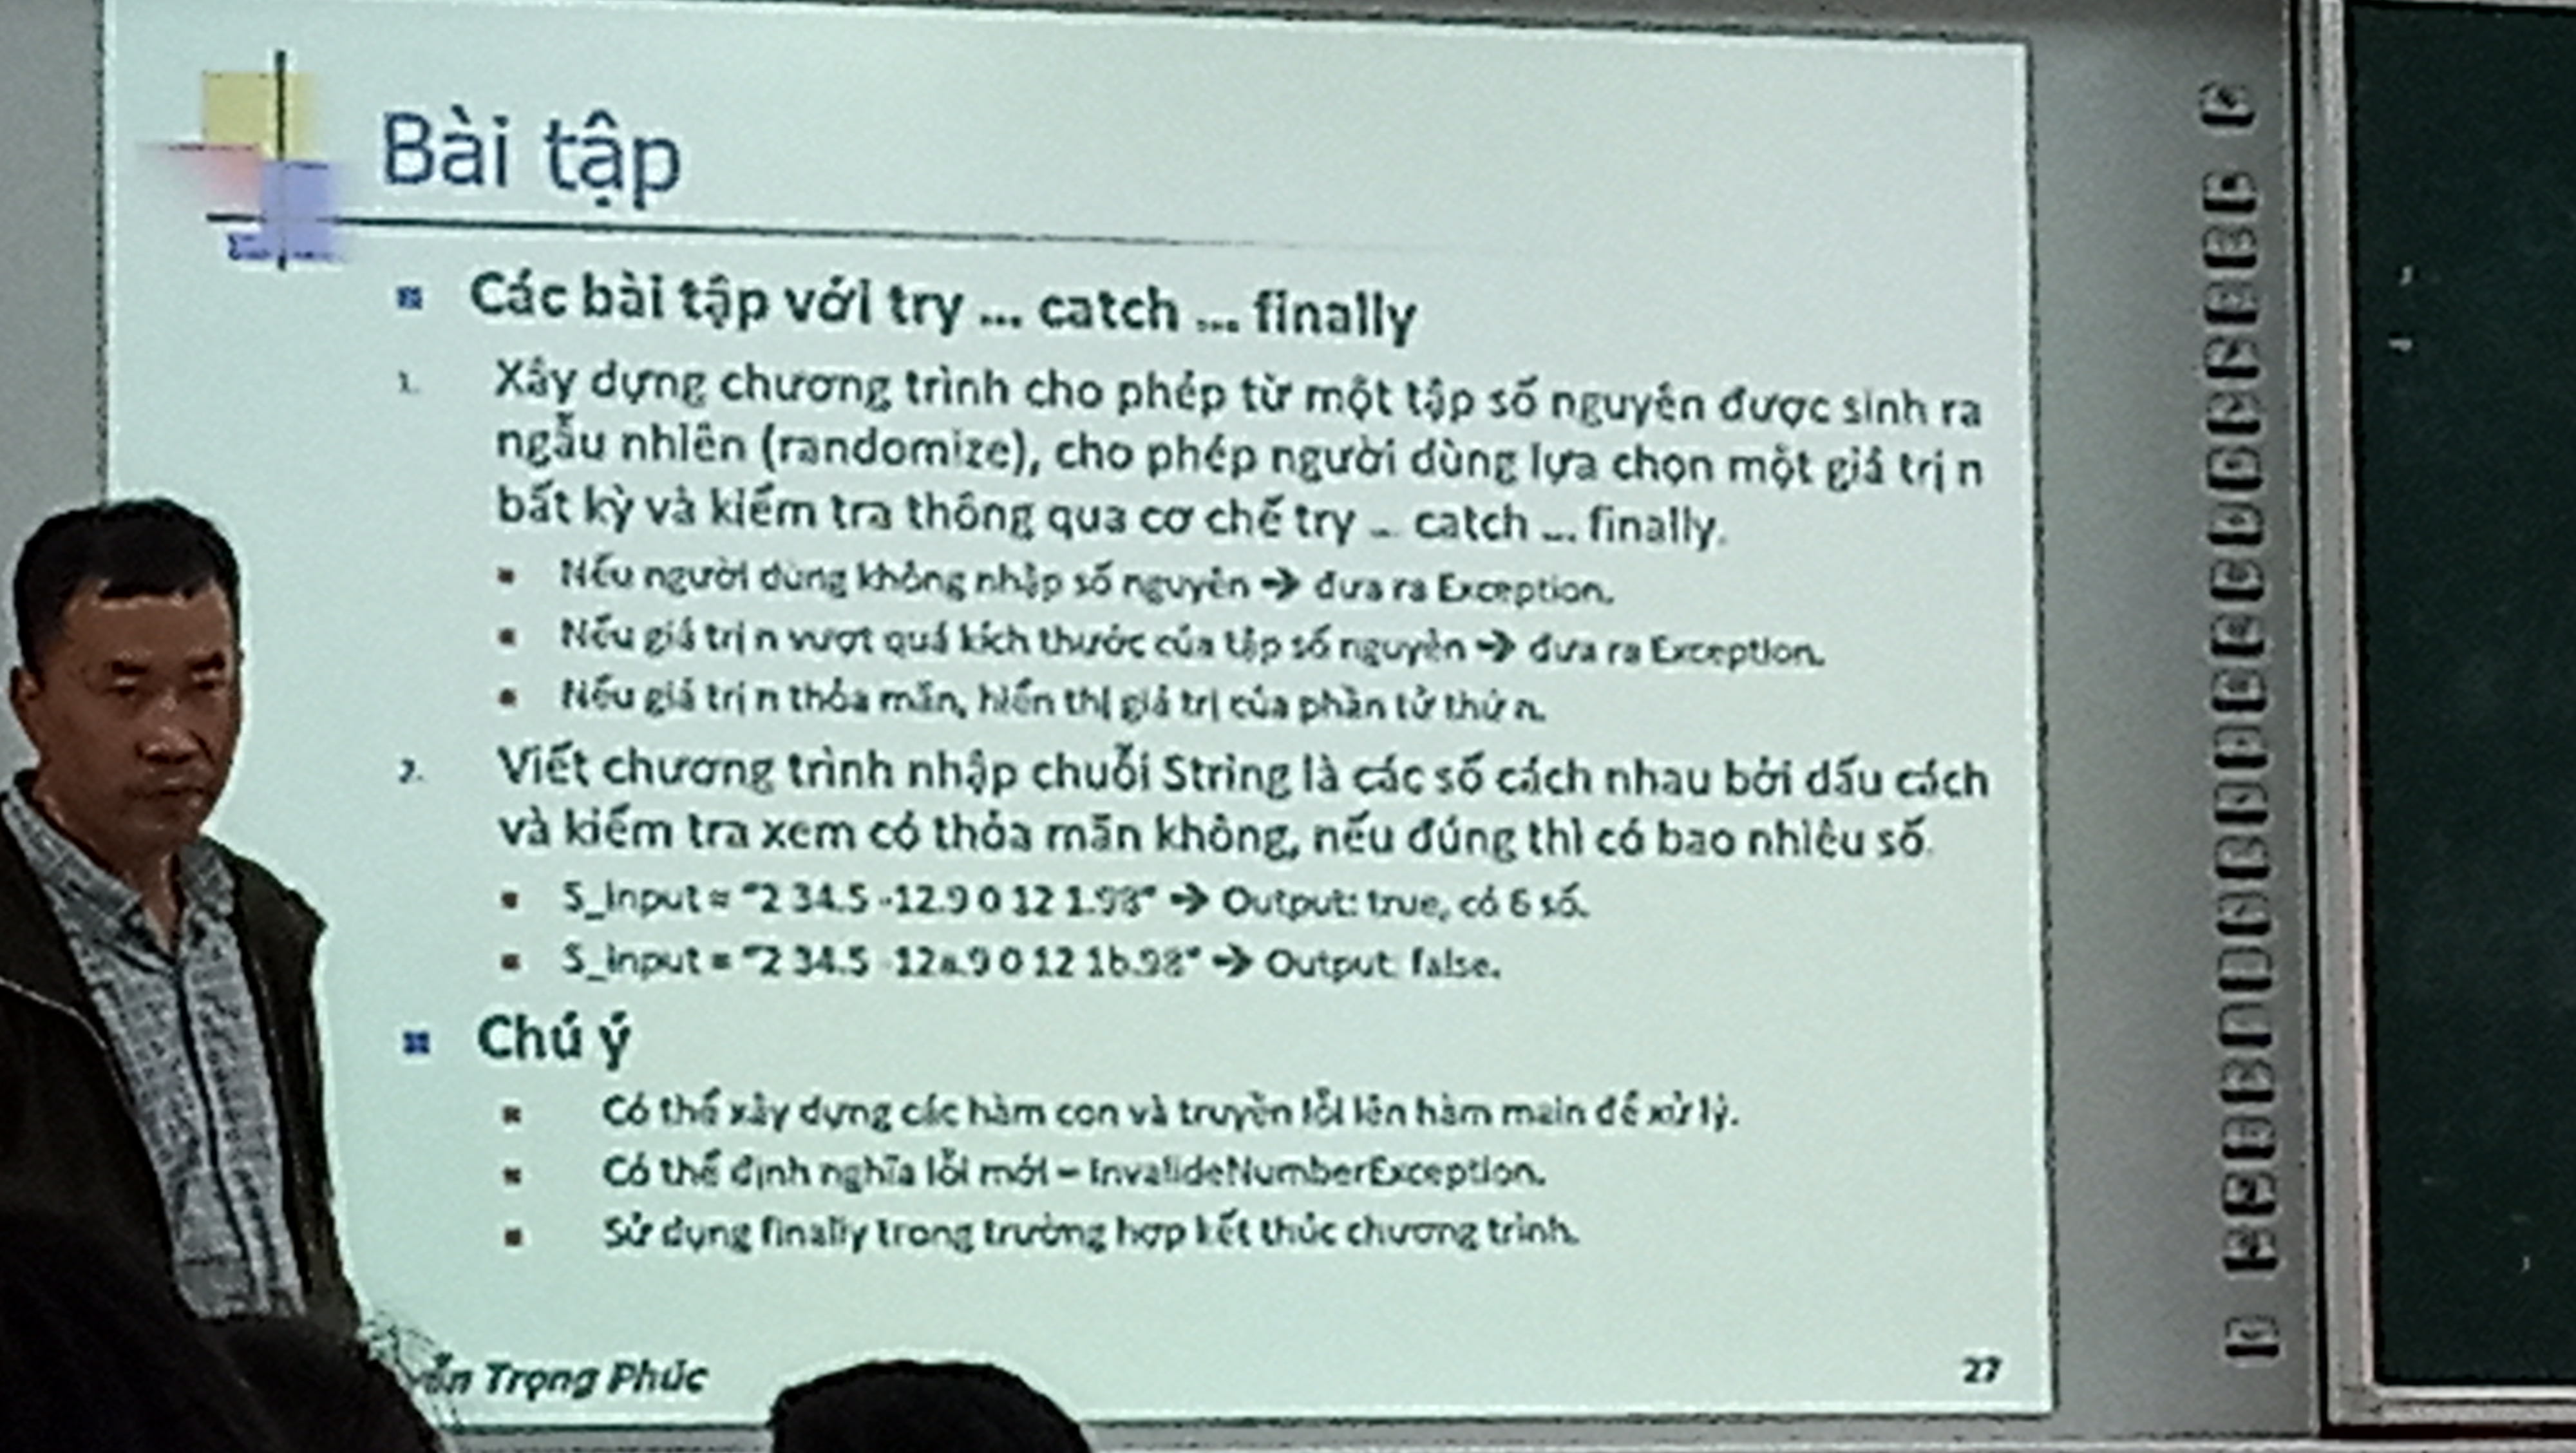 Bài tập
Các bài tập với try ... catch ... finally
1. Xây dựng chương trình cho phép từ một tập số nguyên được sinh ra
ngẫu nhiên (randomize), cho phép người dùng lựa chọn một giá trị n
bất kỳ và kiểm tra thông qua cơ chế try ... catch ... finally.
Nếu người dùng không nhập số nguyên → đưa ra Exception.
Nếu giá trị n vượt quá kích thước của tập số nguyên → đưa ra Exception.
Nếu giá trị n thỏa mãn, hiển thị giá trị của phần tử thứ n.
2. Viết chương trình nhập chuỗi String là các số cách nhau bởi dấu cách
và kiểm tra xem có thỏa mãn không, nếu đúng thì có bao nhiêu số.
S_input = "2 34.5 -12.9 0 12 1.98" → Output: true, có 6 số.
S_input = "2 34.5 -12a.9 0 12 1b.98" → Output: false.
Chú ý
Có thể xây dựng các hàm con và truyền lỗi lên hàm main để xử lý.
Có thể định nghĩa lỗi mới – InvalideNumberException.
Sử dụng finally trong trường hợp kết thúc chương trình.
Trọng Phúc
27